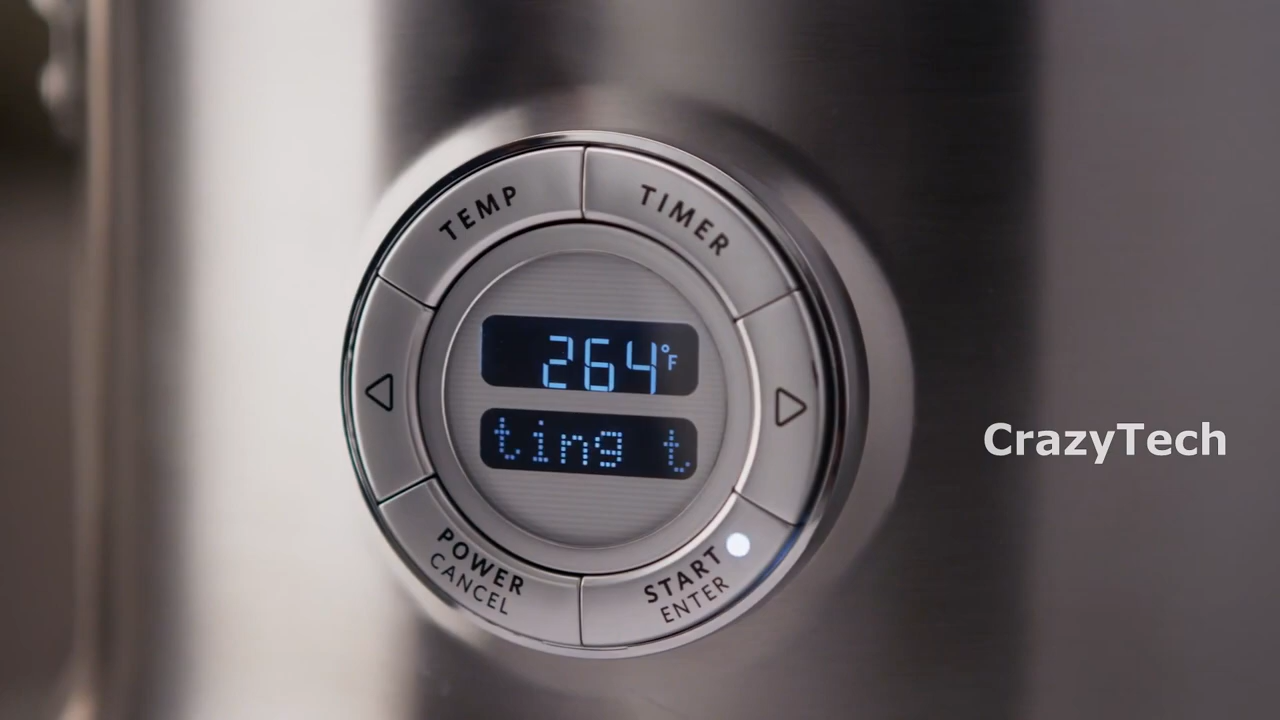 TEMP
TIMER
264°F
ting t
POWER
CANCEL
START
ENTER
CrazyTech